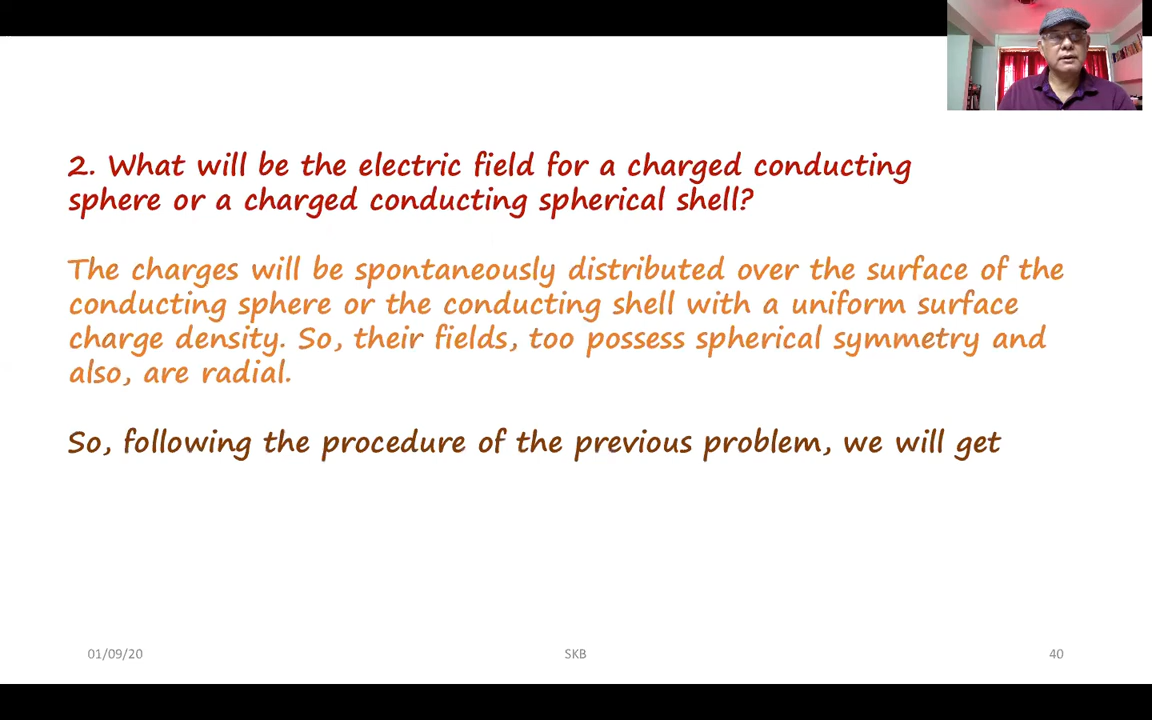 2. What will be the electric field for a charged conducting
sphere or a charged conducting spherical shell?
The charges will be spontaneously distributed over the surface of the
conducting sphere or the conducting shell with a uniform surface
charge density. So, their fields, too possess spherical symmetry and
also, are radial.
So, following the procedure of the previous problem, we will get
01/09/20
SKB
40